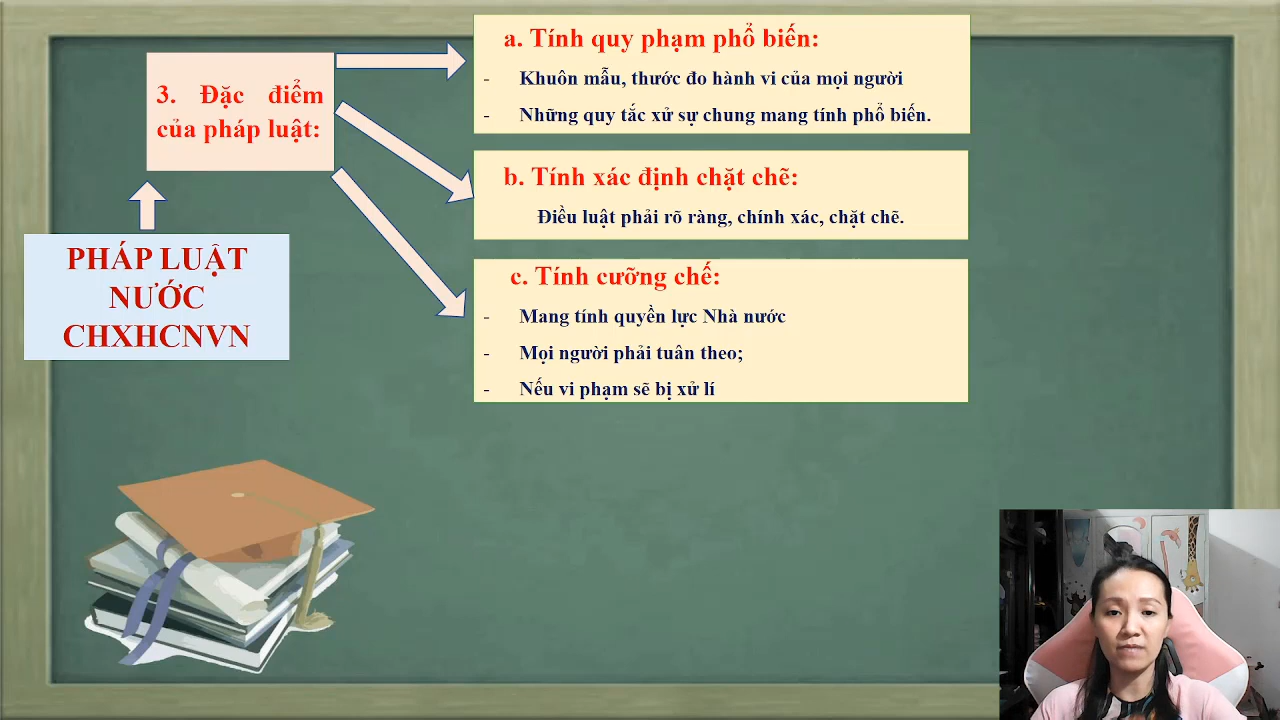 3. Đặc điểm
của pháp luật:
PHÁP LUẬT
NƯỚC
CHXHCNVN
a. Tính quy phạm phổ biến:
- Khuôn mẫu, thước đo hành vi của mọi người
- Những quy tắc xử sự chung mang tính phổ biến.
b. Tính xác định chặt chẽ:
Điều luật phải rõ ràng, chính xác, chặt chẽ.
c. Tính cưỡng chế:
- Mang tính quyền lực Nhà nước
- Mọi người phải tuân theo;
- Nếu vi phạm sẽ bị xử lí